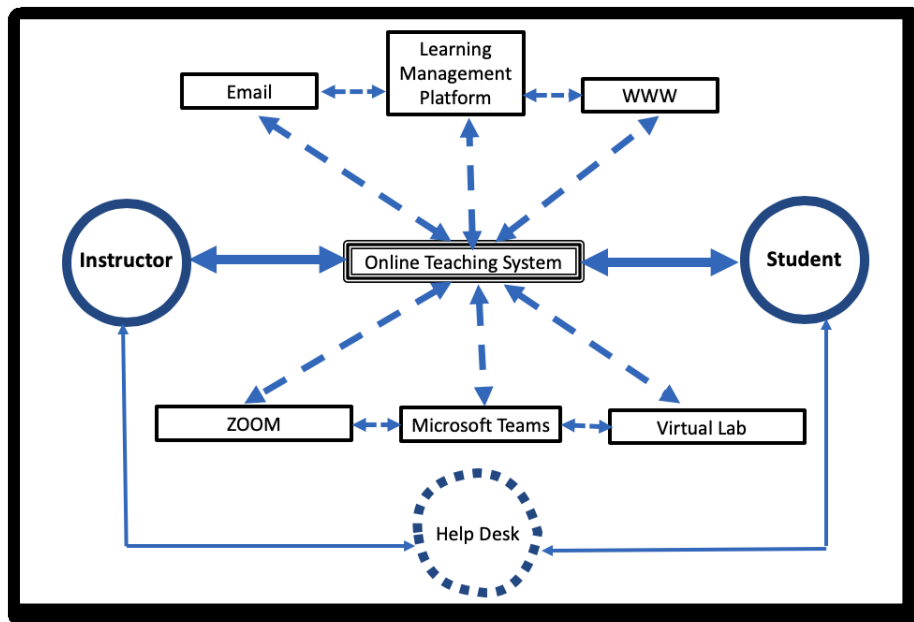 Learning
Management
Platform
Email
WWW
Instructor
Online Teaching System
Student
ZOOM
Microsoft Teams
Virtual Lab
Help Desk